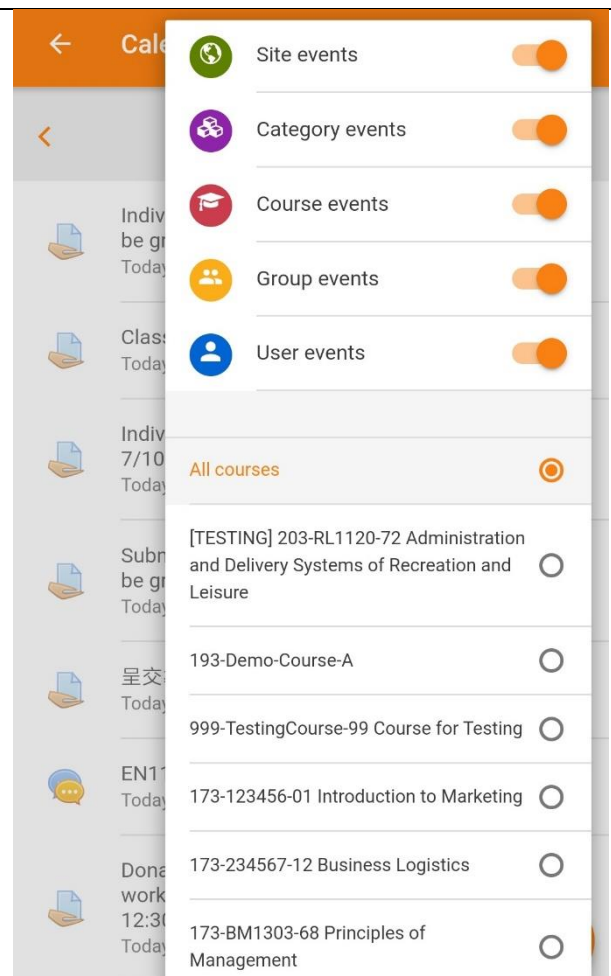 Cale
Site events
Category events
Course events
Indiv
be gr
Today
Group events
Class
Today
User events
Indiv
7/10
Today
All courses
[TESTING] 203-RL1120-72 Administration
and Delivery Systems of Recreation and
Leisure
Subm
be gr
Today
193-Demo-Course-A
呈交
Today
999-TestingCourse-99 Course for Testing
EN11
Today
173-123456-01 Introduction to Marketing
173-234567-12 Business Logistics
Dona
work
12:30
Today
173-BM1303-68 Principles of
Management